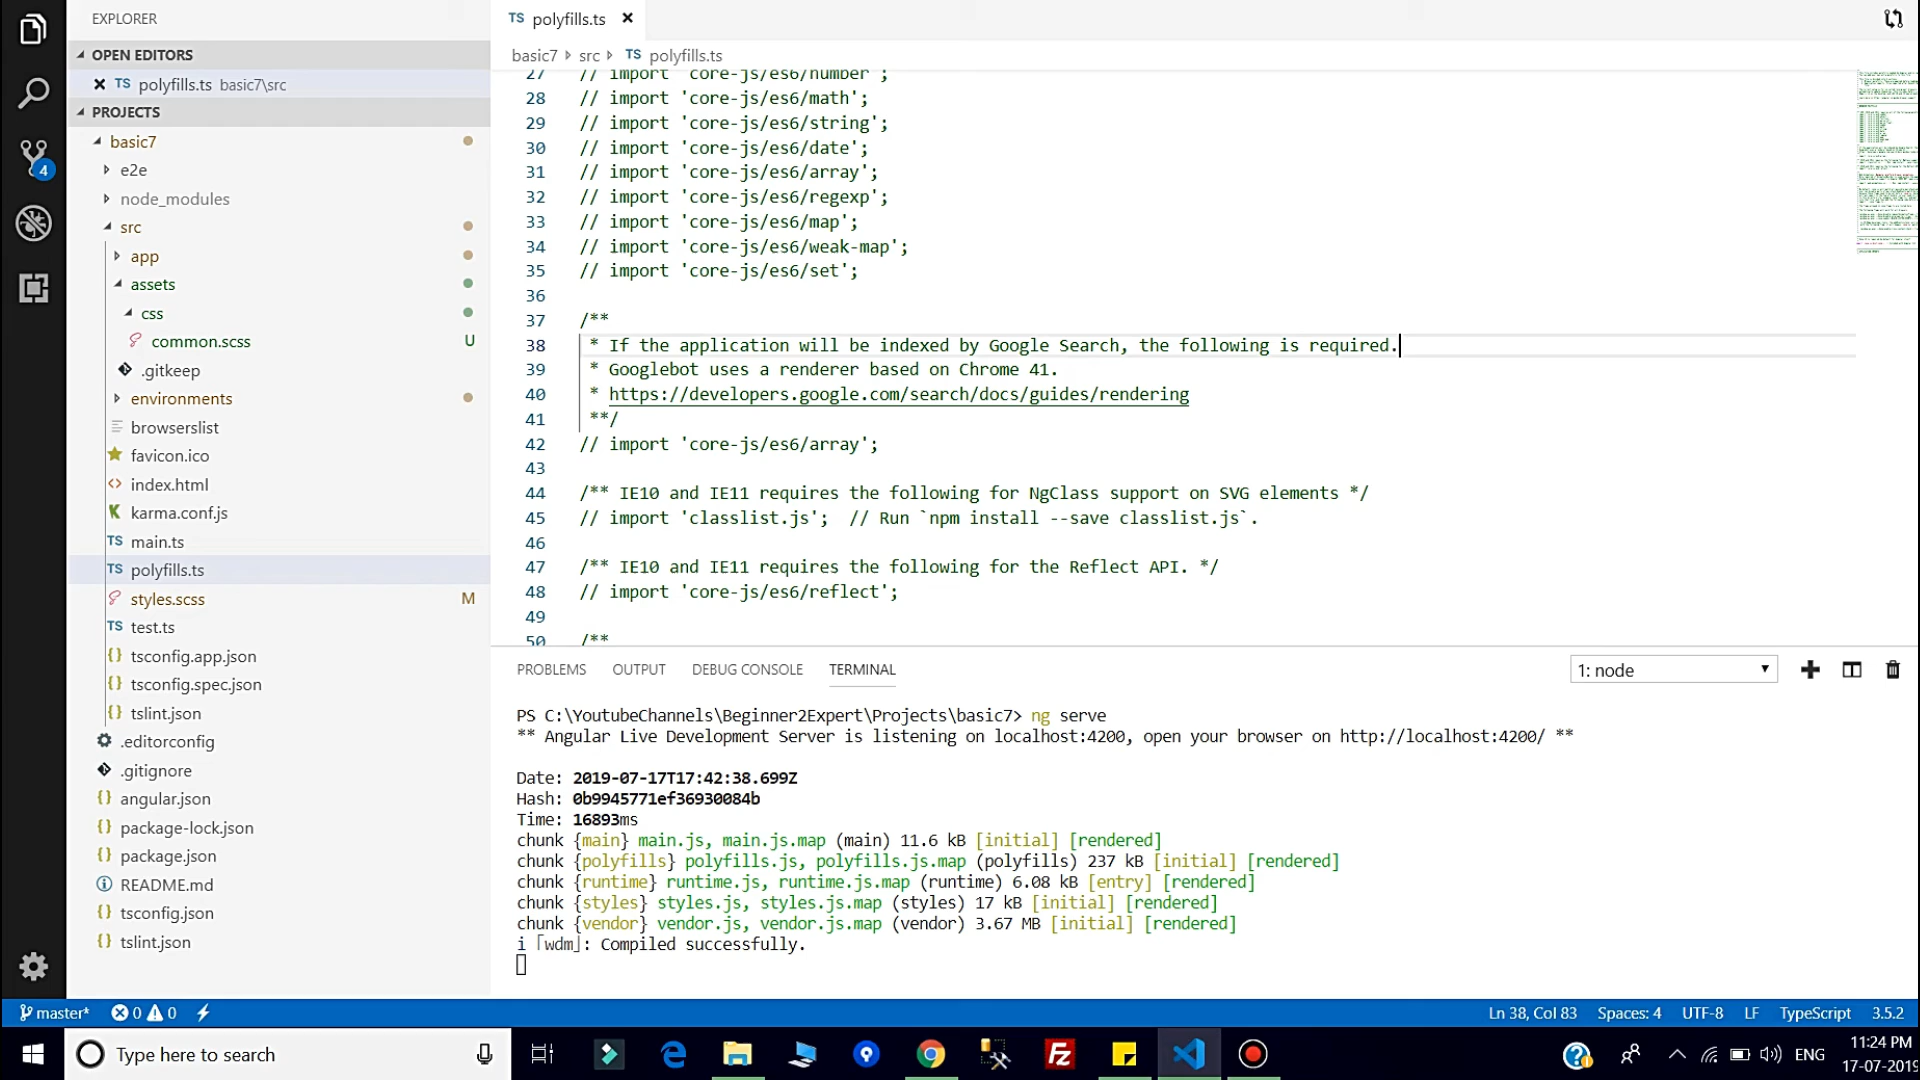 EXPLORER
OPEN EDITORS
TS polyfills.ts basic7\src
PROJECTS
basic7
e2e
node_modules
src
app
assets
css
common.scss U
.gitkeep
environments
browserslist
favicon.ico
<> index.html
karma.conf.js
TS main.ts
TS polyfills.ts
styles.scss M
TS test.ts
{} tsconfig.app.json
{} tsconfig.spec.json
{} tslint.json
.editorconfig
.gitignore
{} angular.json
{} package-lock.json
{} package.json
README.md
{} tsconfig.json
{} tslint.json
4
TS polyfills.ts
basic7 src TS polyfills.ts
27 // import 'core-js/es6/number';
28 // import 'core-js/es6/math';
29 // import 'core-js/es6/string';
30 // import 'core-js/es6/date';
31 // import 'core-js/es6/array';
32 // import 'core-js/es6/regexp';
33 // import 'core-js/es6/map';
34 // import 'core-js/es6/weak-map';
35 // import 'core-js/es6/set';
36
37 /**
38 * If the application will be indexed by Google Search, the following is required.
39 * Googlebot uses a renderer based on Chrome 41.
40 * https://developers.google.com/search/docs/guides/rendering
41 **/
42 // import 'core-js/es6/array';
43
44 /** IE10 and IE11 requires the following for NgClass support on SVG elements */
45 // import 'classlist.js';  // Run `npm install --save classlist.js`.
46
47 /** IE10 and IE11 requires the following for the Reflect API. */
48 // import 'core-js/es6/reflect';
49
50 /**
PROBLEMS OUTPUT DEBUG CONSOLE TERMINAL
1: node
PS C:\YoutubeChannels\Beginner2Expert\Projects\basic7> ng serve
** Angular Live Development Server is listening on localhost:4200, open your browser on http://localhost:4200/ **
Date: 2019-07-17T17:42:38.699Z
Hash: 0b9945771ef36930084b
Time: 16893ms
chunk {main} main.js, main.js.map (main) 11.6 kB [initial] [rendered]
chunk {polyfills} polyfills.js, polyfills.js.map (polyfills) 237 kB [initial] [rendered]
chunk {runtime} runtime.js, runtime.js.map (runtime) 6.08 kB [entry] [rendered]
chunk {styles} styles.js, styles.js.map (styles) 17 kB [initial] [rendered]
chunk {vendor} vendor.js, vendor.js.map (vendor) 3.67 MB [initial] [rendered]
i ｢wdm｣: Compiled successfully.
master* 0 0 Ln 38, Col 83 Spaces: 4 UTF-8 LF TypeScript 3.5.2
Type here to search
ENG
11:24 PM
17-07-2019